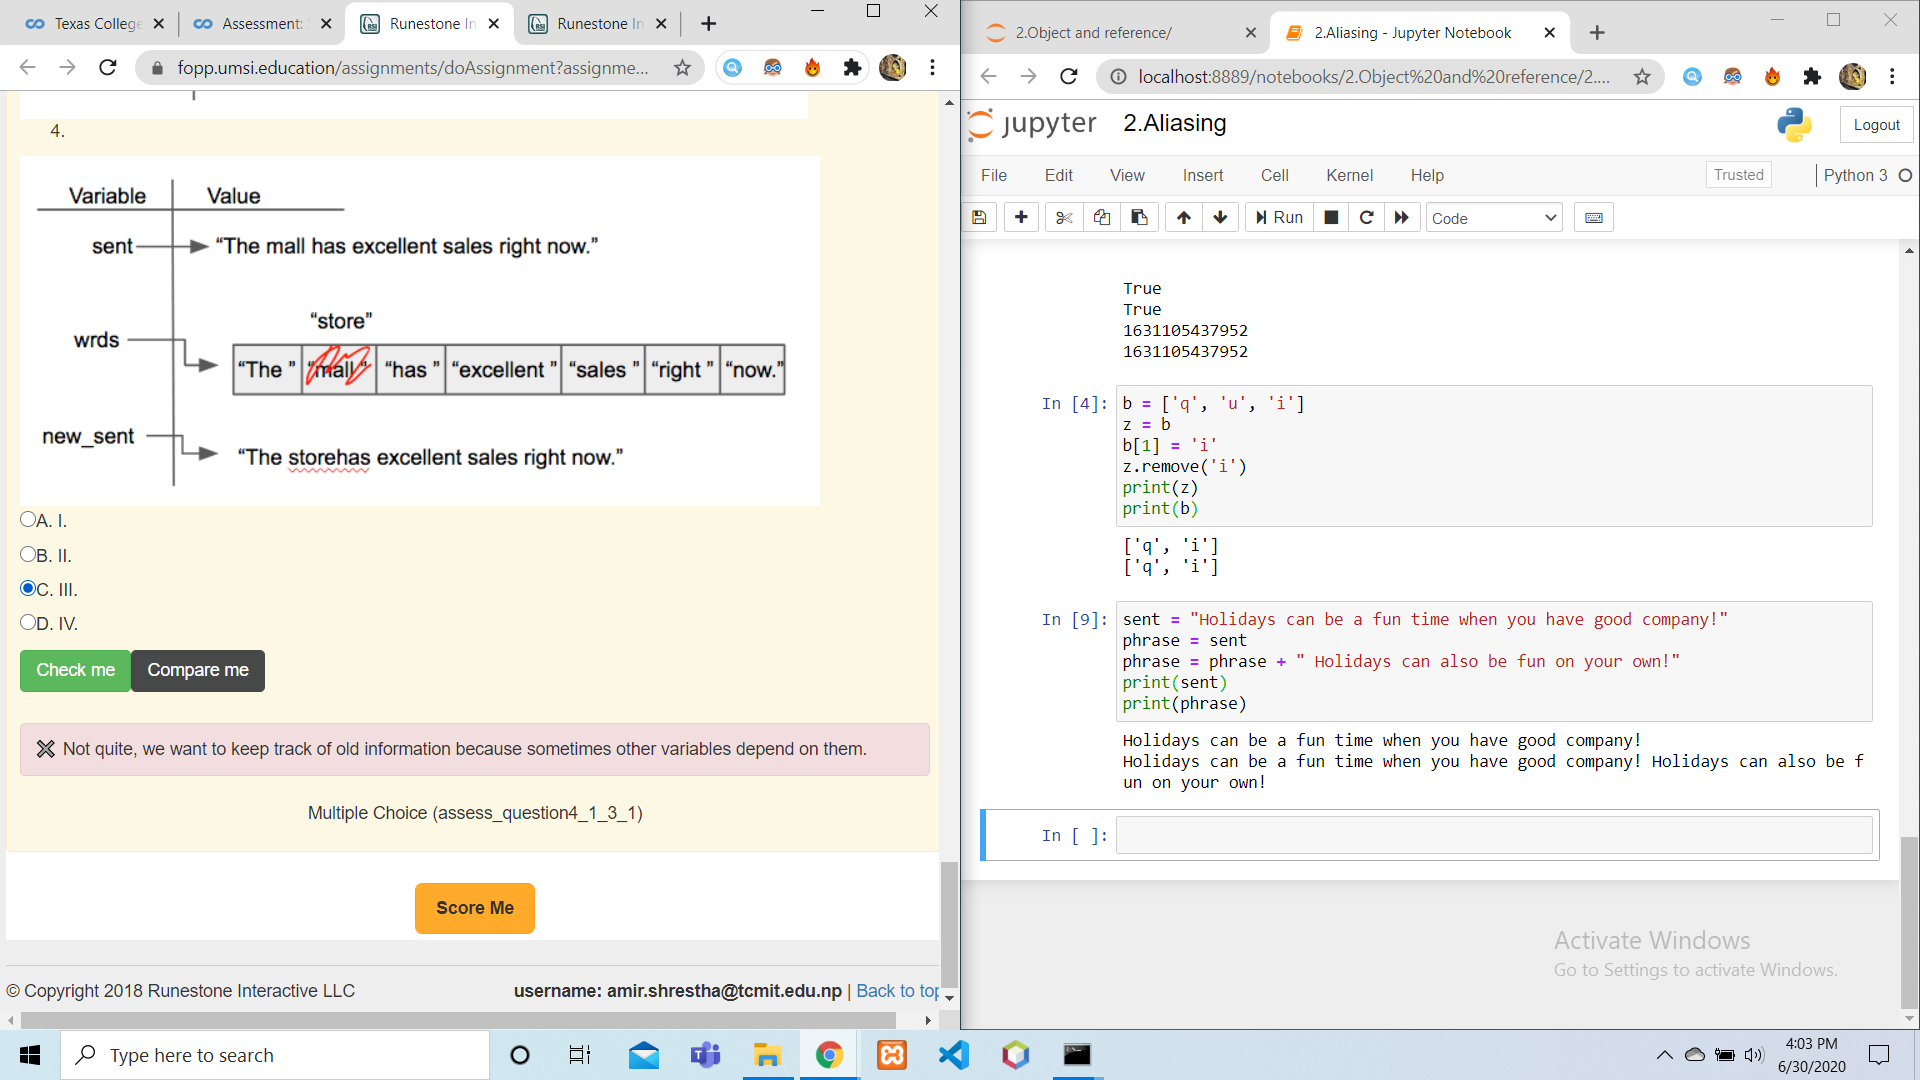 Texas College
Assessment:
Runestone In
Runestone In
fopp.umsi.education/assignments/doAssignment?assignme...
4.
Variable Value
sent "The mall has excellent sales right now."
"store"
wrds
"The " "mall " "has " "excellent " "sales " "right " "now."
new_sent
"The storehas excellent sales right now."
A. I.
B. II.
C. III.
D. IV.
Check me Compare me
Not quite, we want to keep track of old information because sometimes other variables depend on them.
Multiple Choice (assess_question4_1_3_1)
Score Me
© Copyright 2018 Runestone Interactive LLC
username: amir.shrestha@tcmit.edu.np | Back to top
2.Object and reference/
2.Aliasing - Jupyter Notebook
localhost:8889/notebooks/2.Object%20and%20reference/2....
jupyter 2.Aliasing
Logout
File Edit View Insert Cell Kernel Help
Trusted
Python 3
Run
Code
True
True
1631105437952
1631105437952
In [4]: b = ['q', 'u', 'i']
z = b
b[1] = 'i'
z.remove('i')
print(z)
print(b)
['q', 'i']
['q', 'i']
In [9]: sent = "Holidays can be a fun time when you have good company!"
phrase = sent
phrase = phrase + " Holidays can also be fun on your own!"
print(sent)
print(phrase)
Holidays can be a fun time when you have good company!
Holidays can be a fun time when you have good company! Holidays can also be f
un on your own!
In [ ]:
Activate Windows
Go to Settings to activate Windows.
Type here to search
4:03 PM
6/30/2020